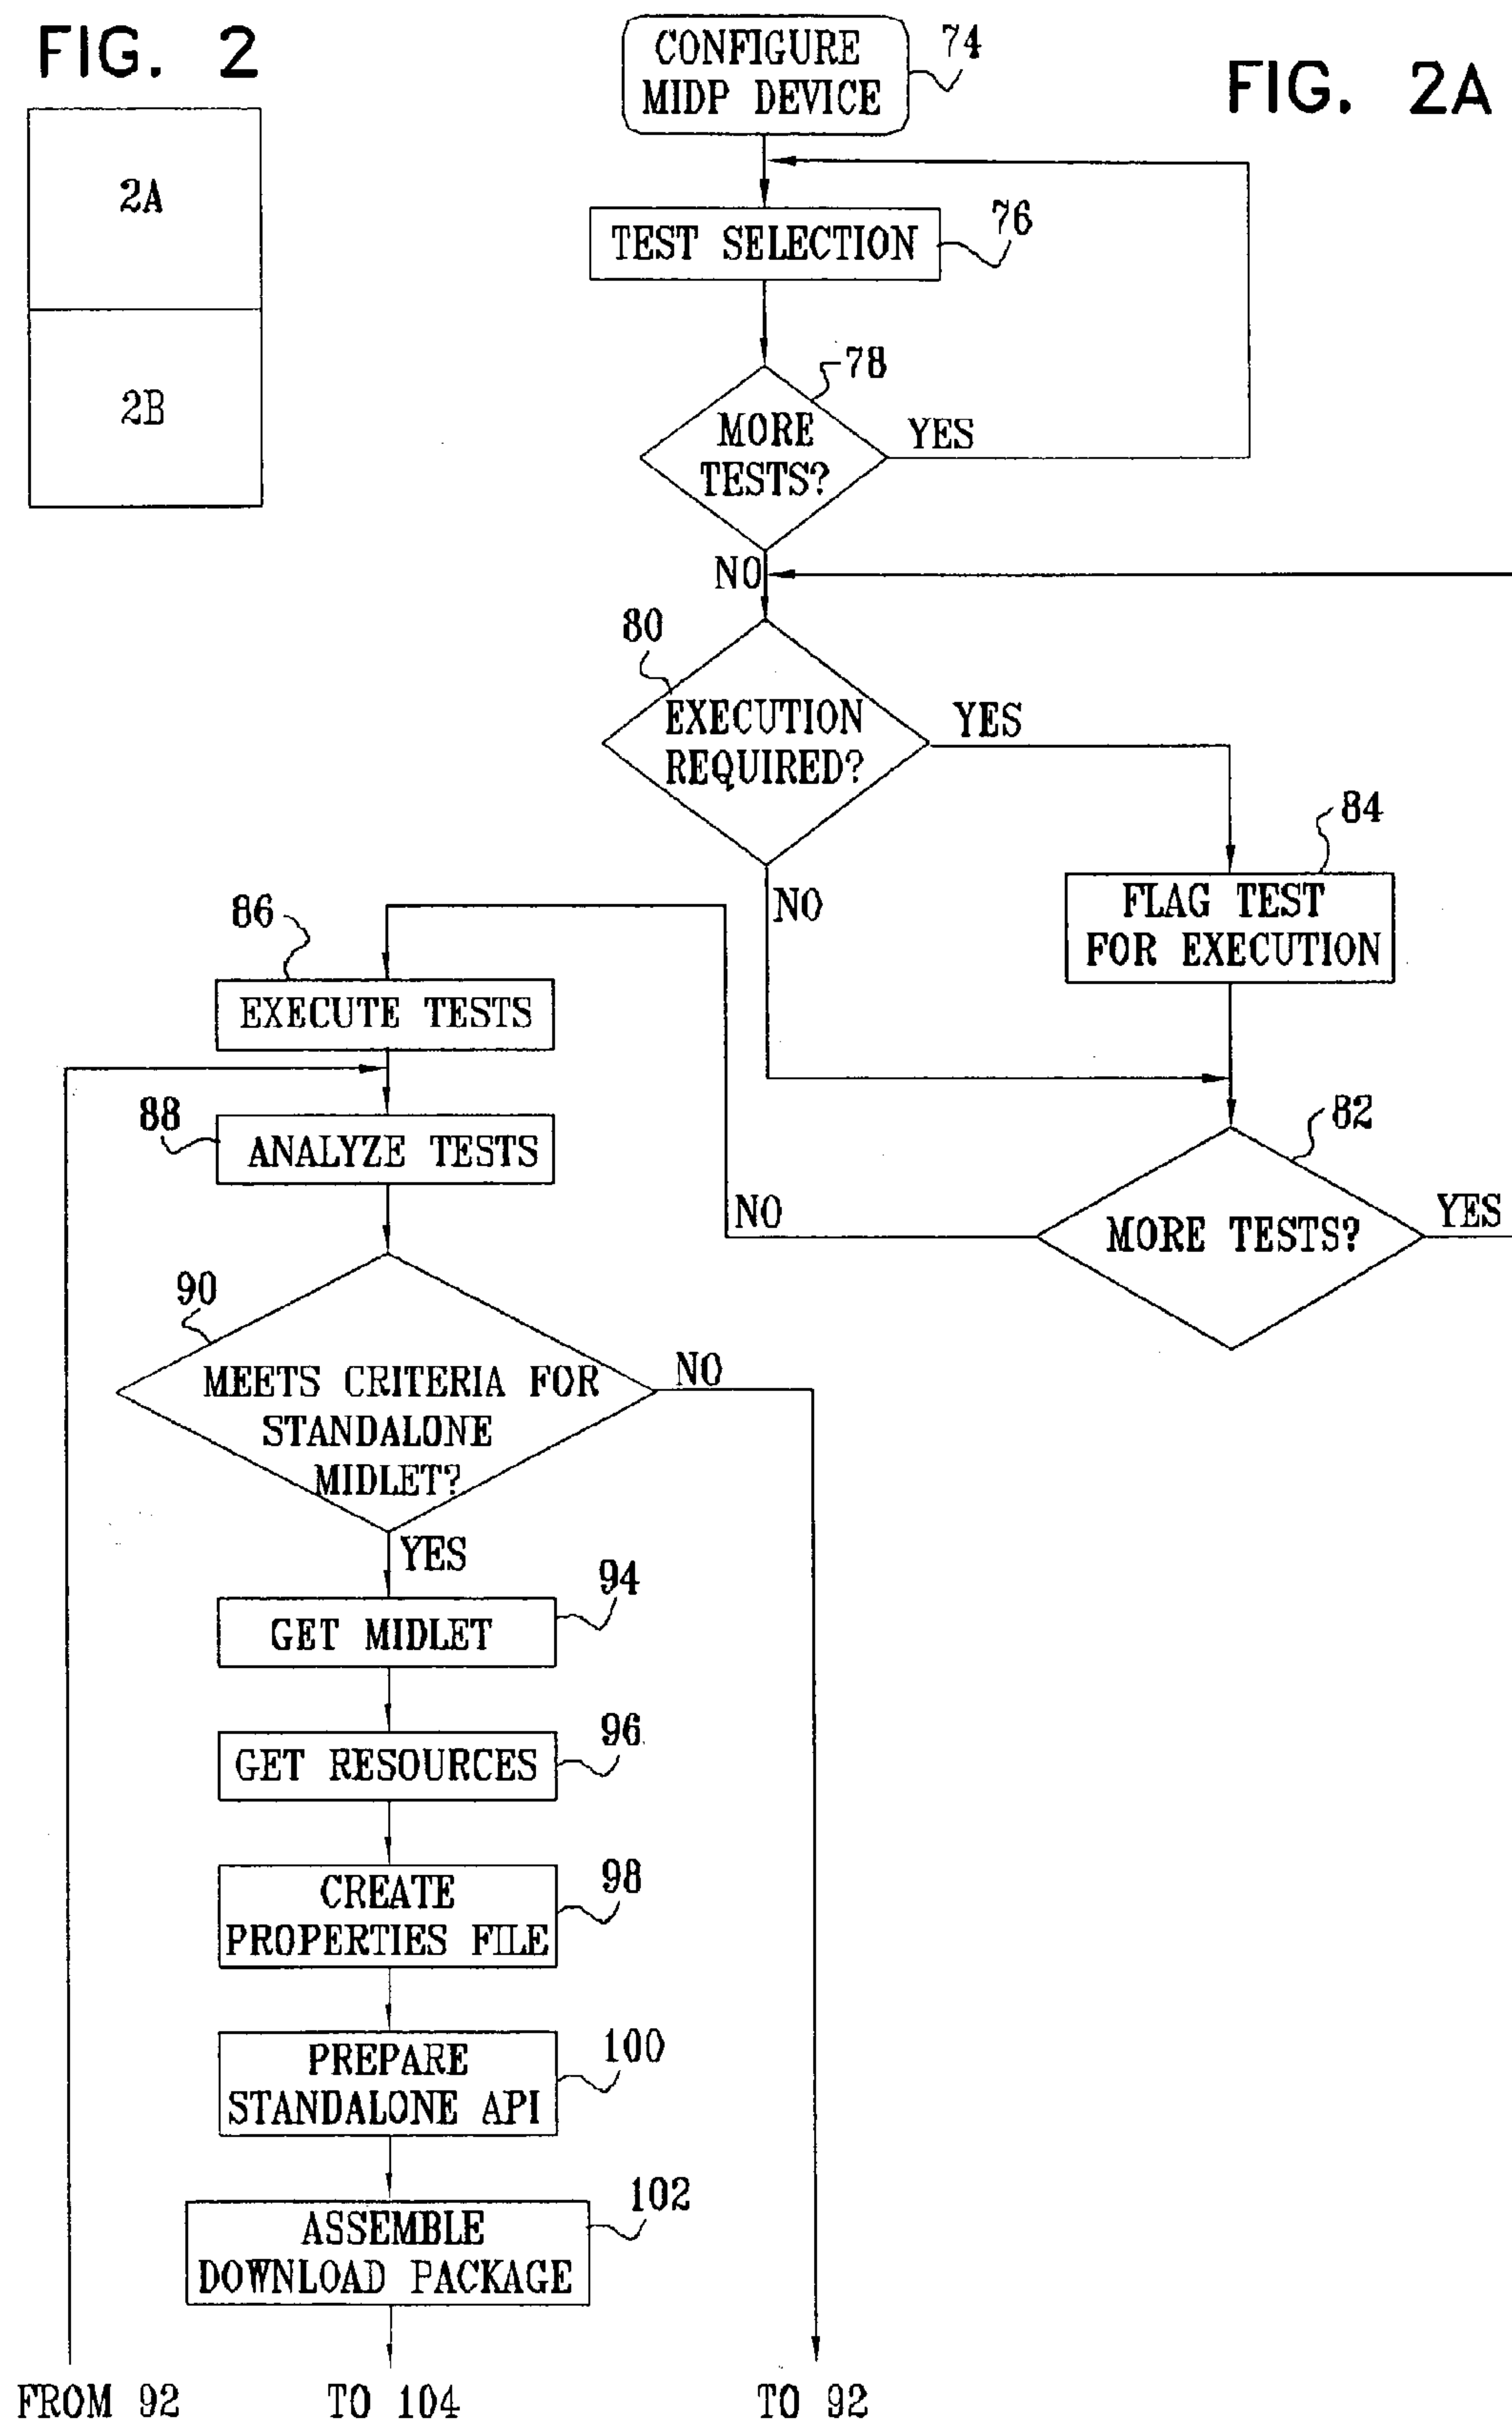 FIG. 2
2A
2B
FIG. 2A
CONFIGURE
MIDP DEVICE
74
TEST SELECTION
76
MORE
TESTS?
78
YES
NO
80
EXECUTION
REQUIRED?
YES
NO
84
FLAG TEST
FOR EXECUTION
86
EXECUTE TESTS
88
ANALYZE TESTS
82
MORE TESTS?
YES
NO
90
MEETS CRITERIA FOR
STANDALONE
MIDLET?
NO
YES
94
GET MIDLET
96
GET RESOURCES
98
CREATE
PROPERTIES FILE
100
PREPARE
STANDALONE API
102
ASSEMBLE
DOWNLOAD PACKAGE
FROM 92
TO 104
TO 92